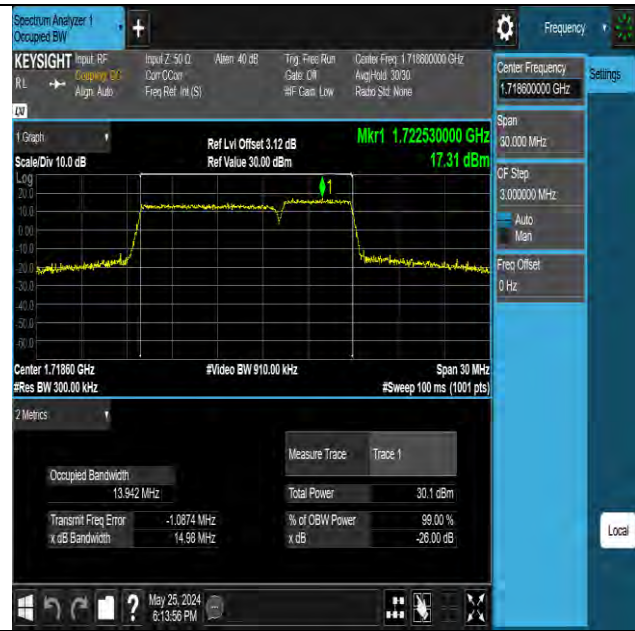 Spectrum Analyzer 1
Occupied BW
Frequency
KEYSIGHT Input: RF
RL
Coupling: DC
Align: Auto
Input Z: 50 Ω
Corr CCorr
Freq Ref: Int (S)
Atten: 40 dB
Trig: Free Run
Gate: Off
#IF Gain: Low
Center Freq: 1.718600000 GHz
Avg|Hold: 30/30
Radio Std: None
LXI
1 Graph
Scale/Div 10.0 dB
Ref Lvl Offset 3.12 dB
Ref Value 30.00 dBm
Mkr1 1.722530000 GHz
17.31 dBm
Log
20.0
10.0
0.00
-10.0
-20.0
-30.0
-40.0
-50.0
-60.0
1
Center 1.71860 GHz
#Res BW 300.00 kHz
#Video BW 910.00 kHz
Span 30 MHz
#Sweep 100 ms (1001 pts)
2 Metrics
Measure Trace
Trace 1
Occupied Bandwidth
13.942 MHz
Total Power
30.1 dBm
Transmit Freq Error
-1.0874 MHz
% of OBW Power
99.00 %
x dB Bandwidth
14.98 MHz
x dB
-26.00 dB
Center Frequency
1.718600000 GHz
Settings
Span
30.000 MHz
CF Step
3.000000 MHz
Auto
Man
Freq Offset
0 Hz
Local
?
May 25, 2024
6:13:56 PM